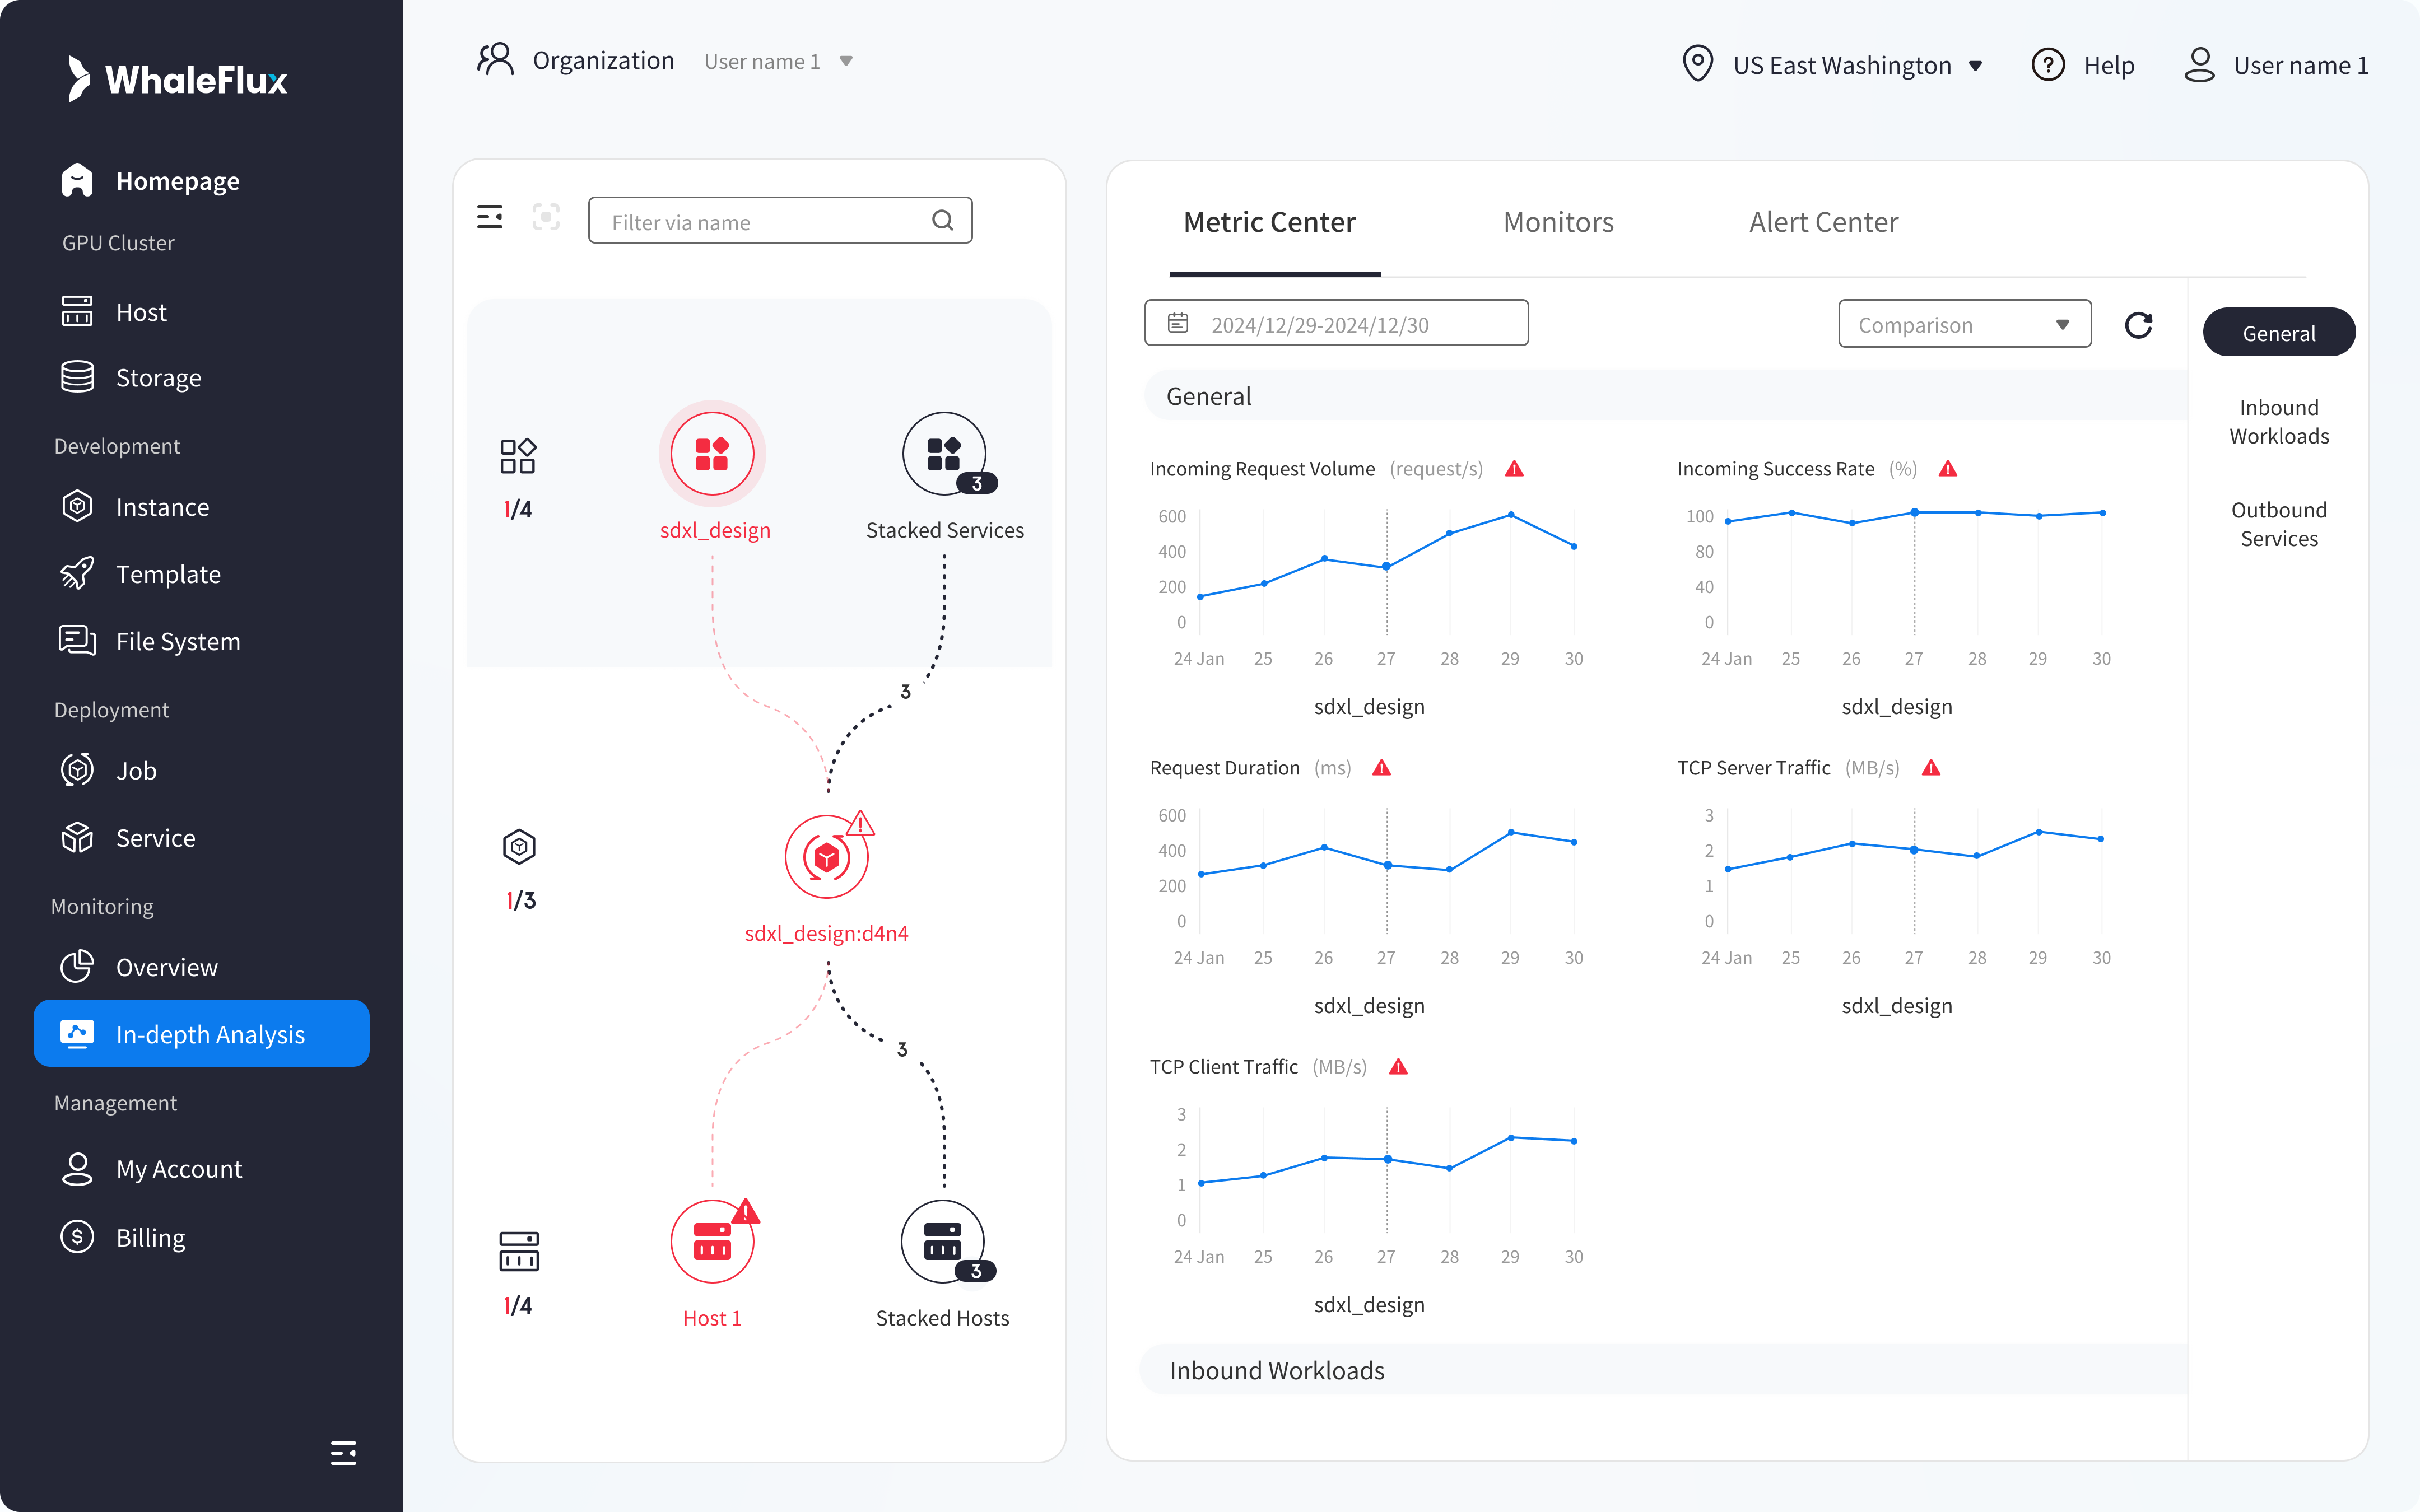 WhaleFlux
Homepage
GPU Cluster
Host
Storage
Development
Instance
Template
File System
Deployment
Job
Service
Monitoring
Overview
In-depth Analysis
Management
My Account
$
Billing
Organization User name 1
US East Washington ? Help User name 1
Filter via name
1/4
sdxl_design
3
Stacked Services
3
1/3
!
sdxl_design:d4n4
3
1/4
!
Host 1
3
Stacked Hosts
Metric Center Monitors Alert Center
2024/12/29-2024/12/30 Comparison
General
Incoming Request Volume (request/s) !
600
400
200
0
24 Jan 25 26 27 28 29 30
sdxl_design
Incoming Success Rate (%) !
100
80
40
0
24 Jan 25 26 27 28 29 30
sdxl_design
Request Duration (ms) !
600
400
200
0
24 Jan 25 26 27 28 29 30
sdxl_design
TCP Server Traffic (MB/s) !
3
2
1
0
24 Jan 25 26 27 28 29 30
sdxl_design
TCP Client Traffic (MB/s) !
3
2
1
0
24 Jan 25 26 27 28 29 30
sdxl_design
Inbound Workloads
General
Inbound
Workloads
Outbound
Services